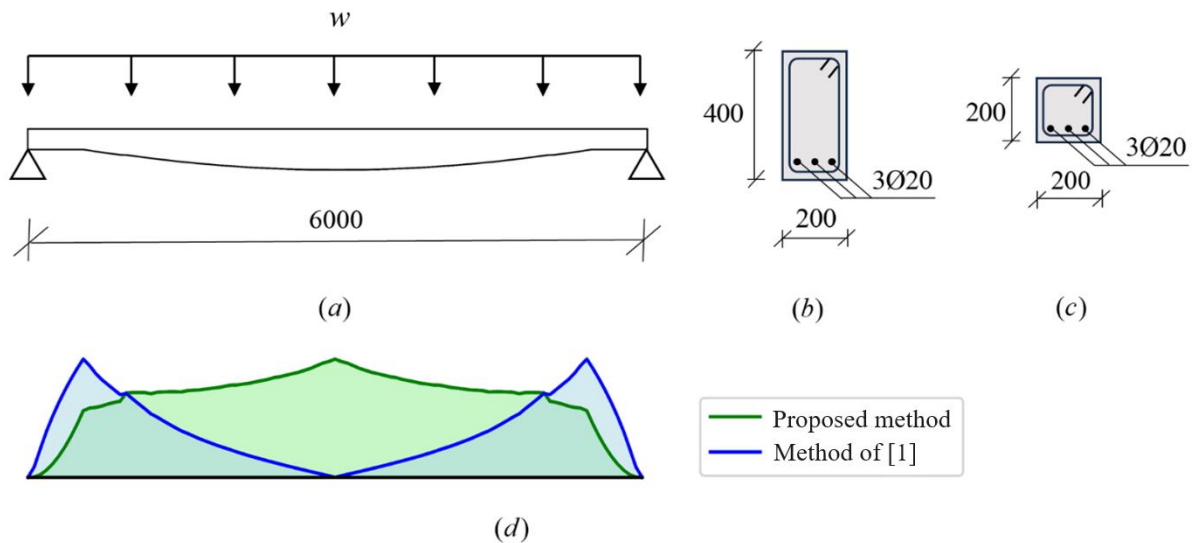 w
6000
(a)
400
3Ø20
200
(b)
200
3Ø20
200
(c)
Proposed method
Method of [1]
(d)